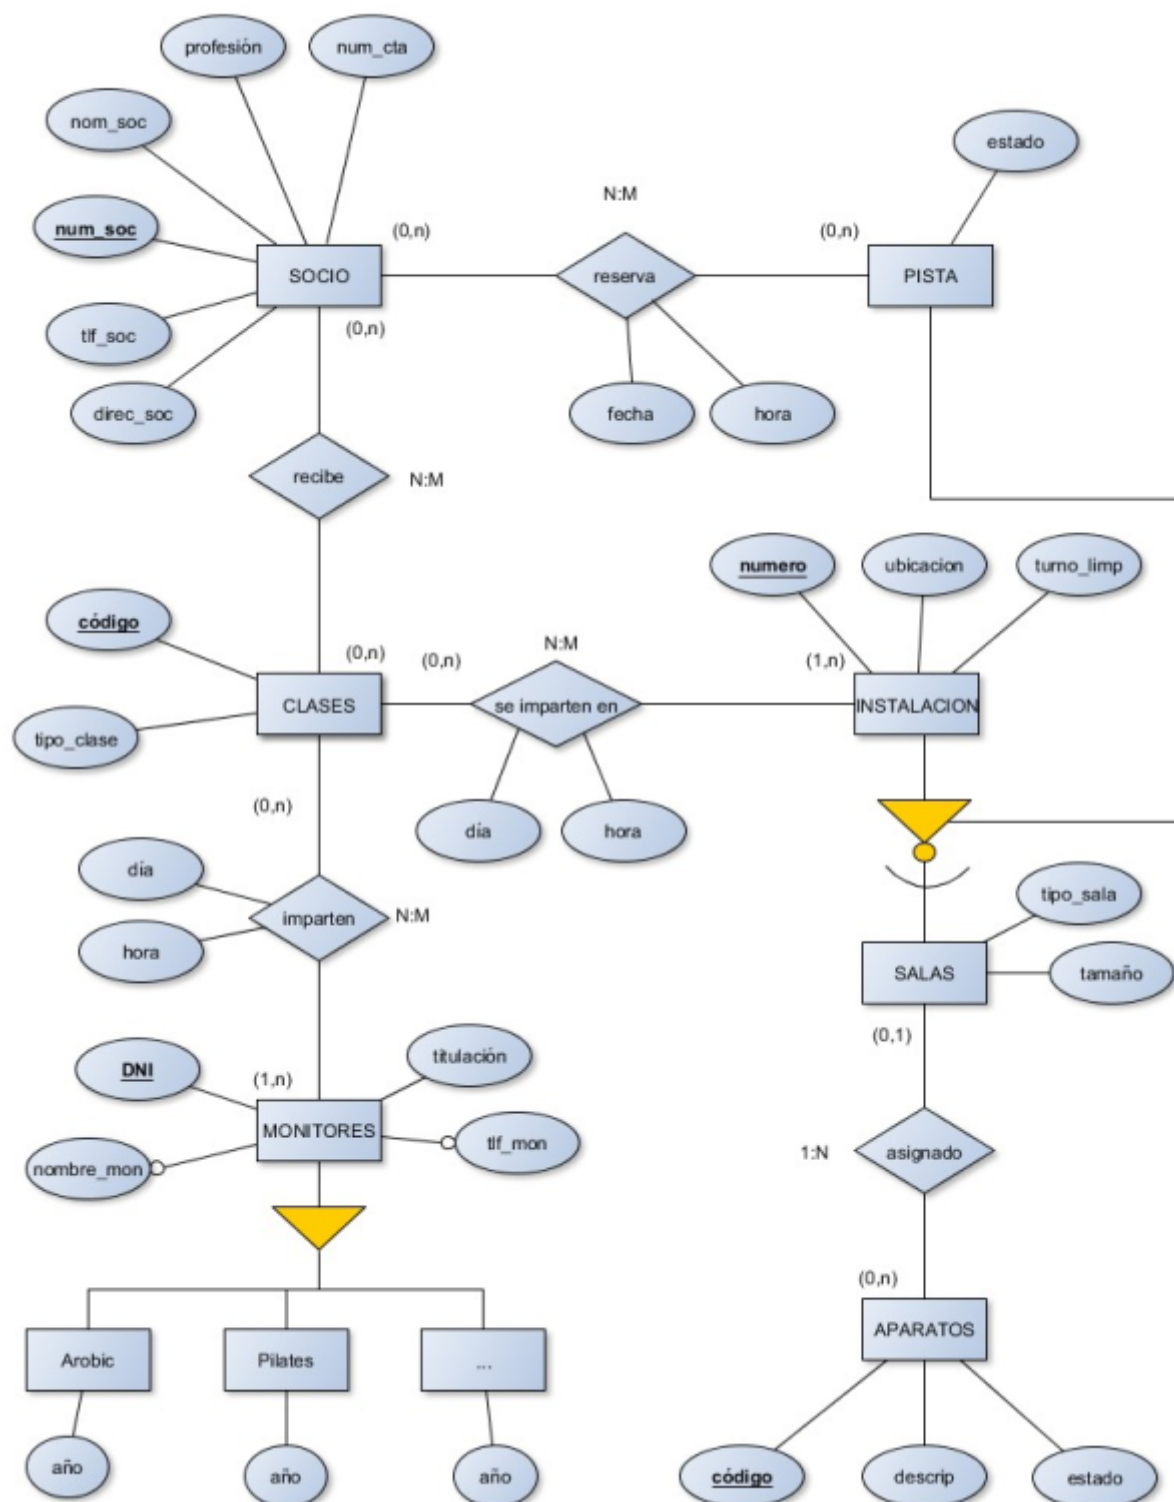 profesión
num_cta
nom_soc
estado
N:M
num_soc
(0,n)
(0,n)
SOCIO
reserva
PISTA
tlf_soc
(0,n)
direc_soc
fecha
hora
recibe
N:M
numero
ubicacion
turno_limp
código
(0,n)
(0,n)
N:M
(1,n)
CLASES
se imparten en
INSTALACION
tipo_clase
(0,n)
día
hora
día
tipo_sala
imparten
N:M
hora
SALAS
tamaño
(0,1)
DNI
(1,n)
titulación
MONITORES
nombre_mon
tlf_mon
1:N
asignado
(0,n)
APARATOS
Arobic
Pilates
...
año
año
año
código
descrip
estado